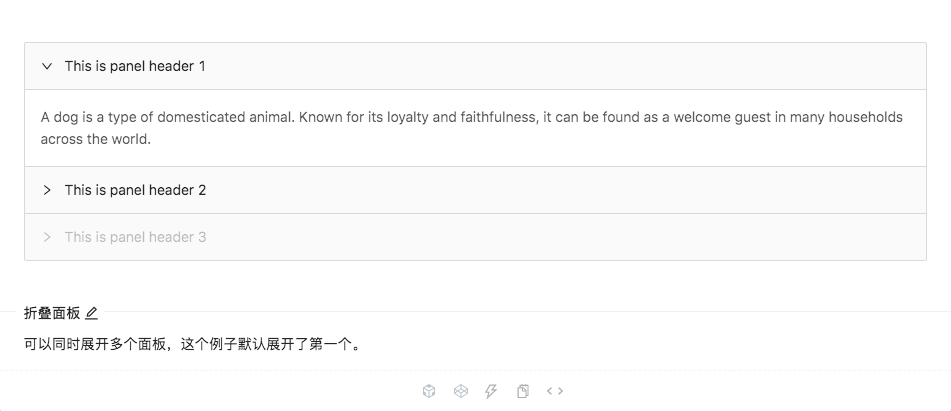 This is panel header 1
A dog is a type of domesticated animal. Known for its loyalty and faithfulness, it can be found as a welcome guest in many households
across the world.
This is panel header 2
This is panel header 3
折叠面板
可以同时展开多个面板，这个例子默认展开了第一个。